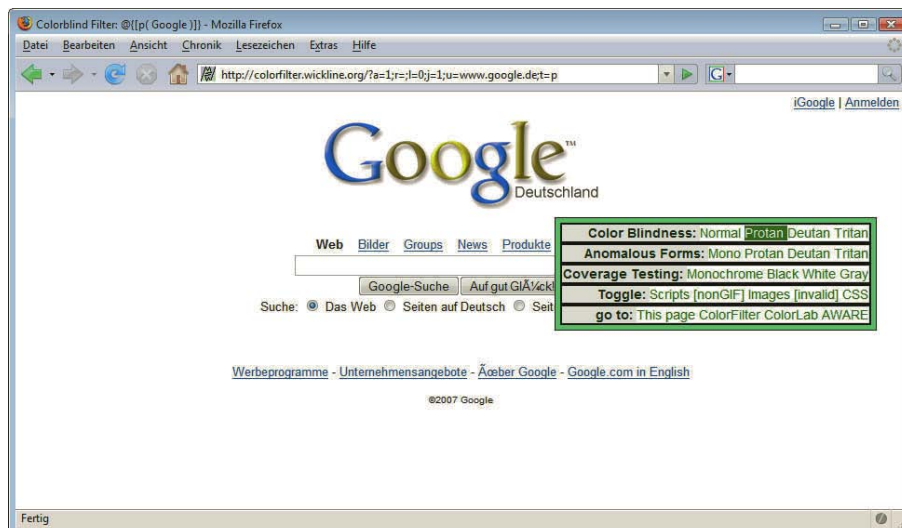 Colorblind Filter: @{[p( Google )]} - Mozilla Firefox
Datei Bearbeiten Ansicht Chronik Lesezeichen Extras Hilfe
http://colorfilter.wickline.org/?a=1;r=;l=0;j=1;u=www.google.de;t=p
G
iGoogle | Anmelden
Google™
Deutschland
Web Bilder Groups News Produkte
Google-Suche Auf gut GlÃ¼ck!
Suche: Das Web Seiten auf Deutsch Seit
Color Blindness: Normal Protan Deutan Tritan
Anomalous Forms: Mono Protan Deutan Tritan
Coverage Testing: Monochrome Black White Gray
Toggle: Scripts [nonGIF] Images [invalid] CSS
go to: This page ColorFilter ColorLab AWARE
Werbeprogramme - Unternehmensangebote - Ãœber Google - Google.com in English
©2007 Google
Fertig